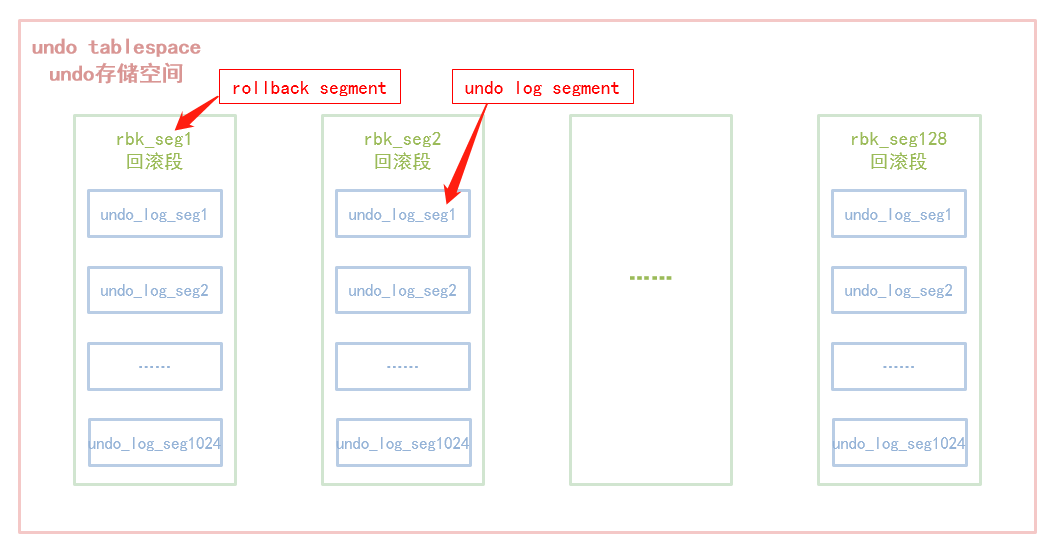 undo tablespace
undo存储空间
rollback segment
undo log segment
rbk_seg1
回滚段
undo_log_seg1
undo_log_seg2
------
undo_log_seg1024
rbk_seg2
回滚段
undo_log_seg1
undo_log_seg2
------
undo_log_seg1024
------
rbk_seg128
回滚段
undo_log_seg1
undo_log_seg2
------
undo_log_seg1024